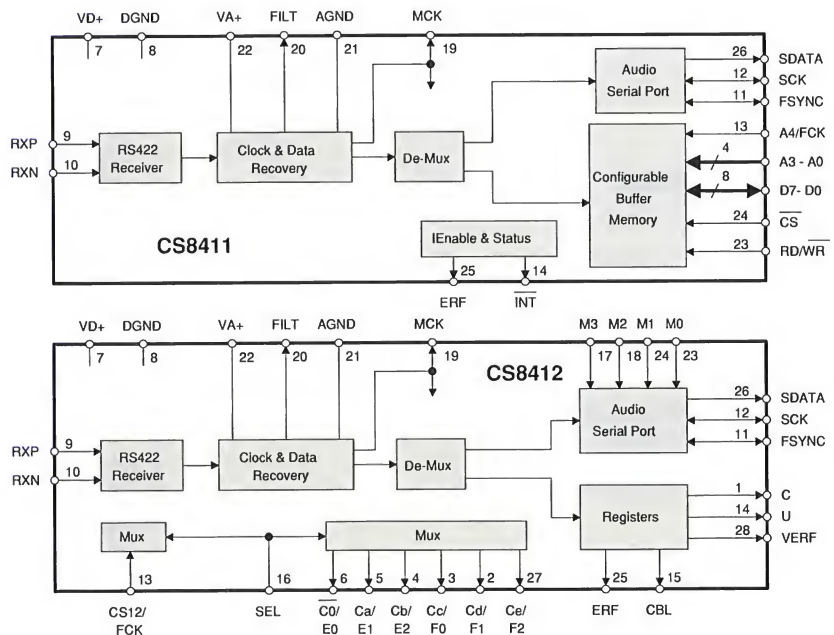 VD+ DGND VA+ FILT AGND MCK
7 8 22 20 21 19
Audio Serial Port
26 SDATA
12 SCK
11 FSYNC
RXP 9
RXN 10
RS422 Receiver
Clock & Data Recovery
De-Mux
Configurable Buffer Memory
13 A4/FCK
4 A3 - A0
8 D7- D0
24 C̅S̅
23 RD/W̅R̅
CS8411
IEnable & Status
25 14
ERF I̅N̅T̅
VD+ DGND VA+ FILT AGND MCK M3 M2 M1 M0
7 8 22 20 21 19 17 18 24 23
CS8412
Audio Serial Port
26 SDATA
12 SCK
11 FSYNC
RXP 9
RXN 10
RS422 Receiver
Clock & Data Recovery
De-Mux
Registers
1 C
14 U
28 VERF
Mux
Mux
13 16 6 5 4 3 2 27 25 15
CS12/ SEL C̅0̅/ Ca/ Cb/ Cc/ Cd/ Ce/ ERF CBL
FCK E0 E1 E2 F0 F1 F2